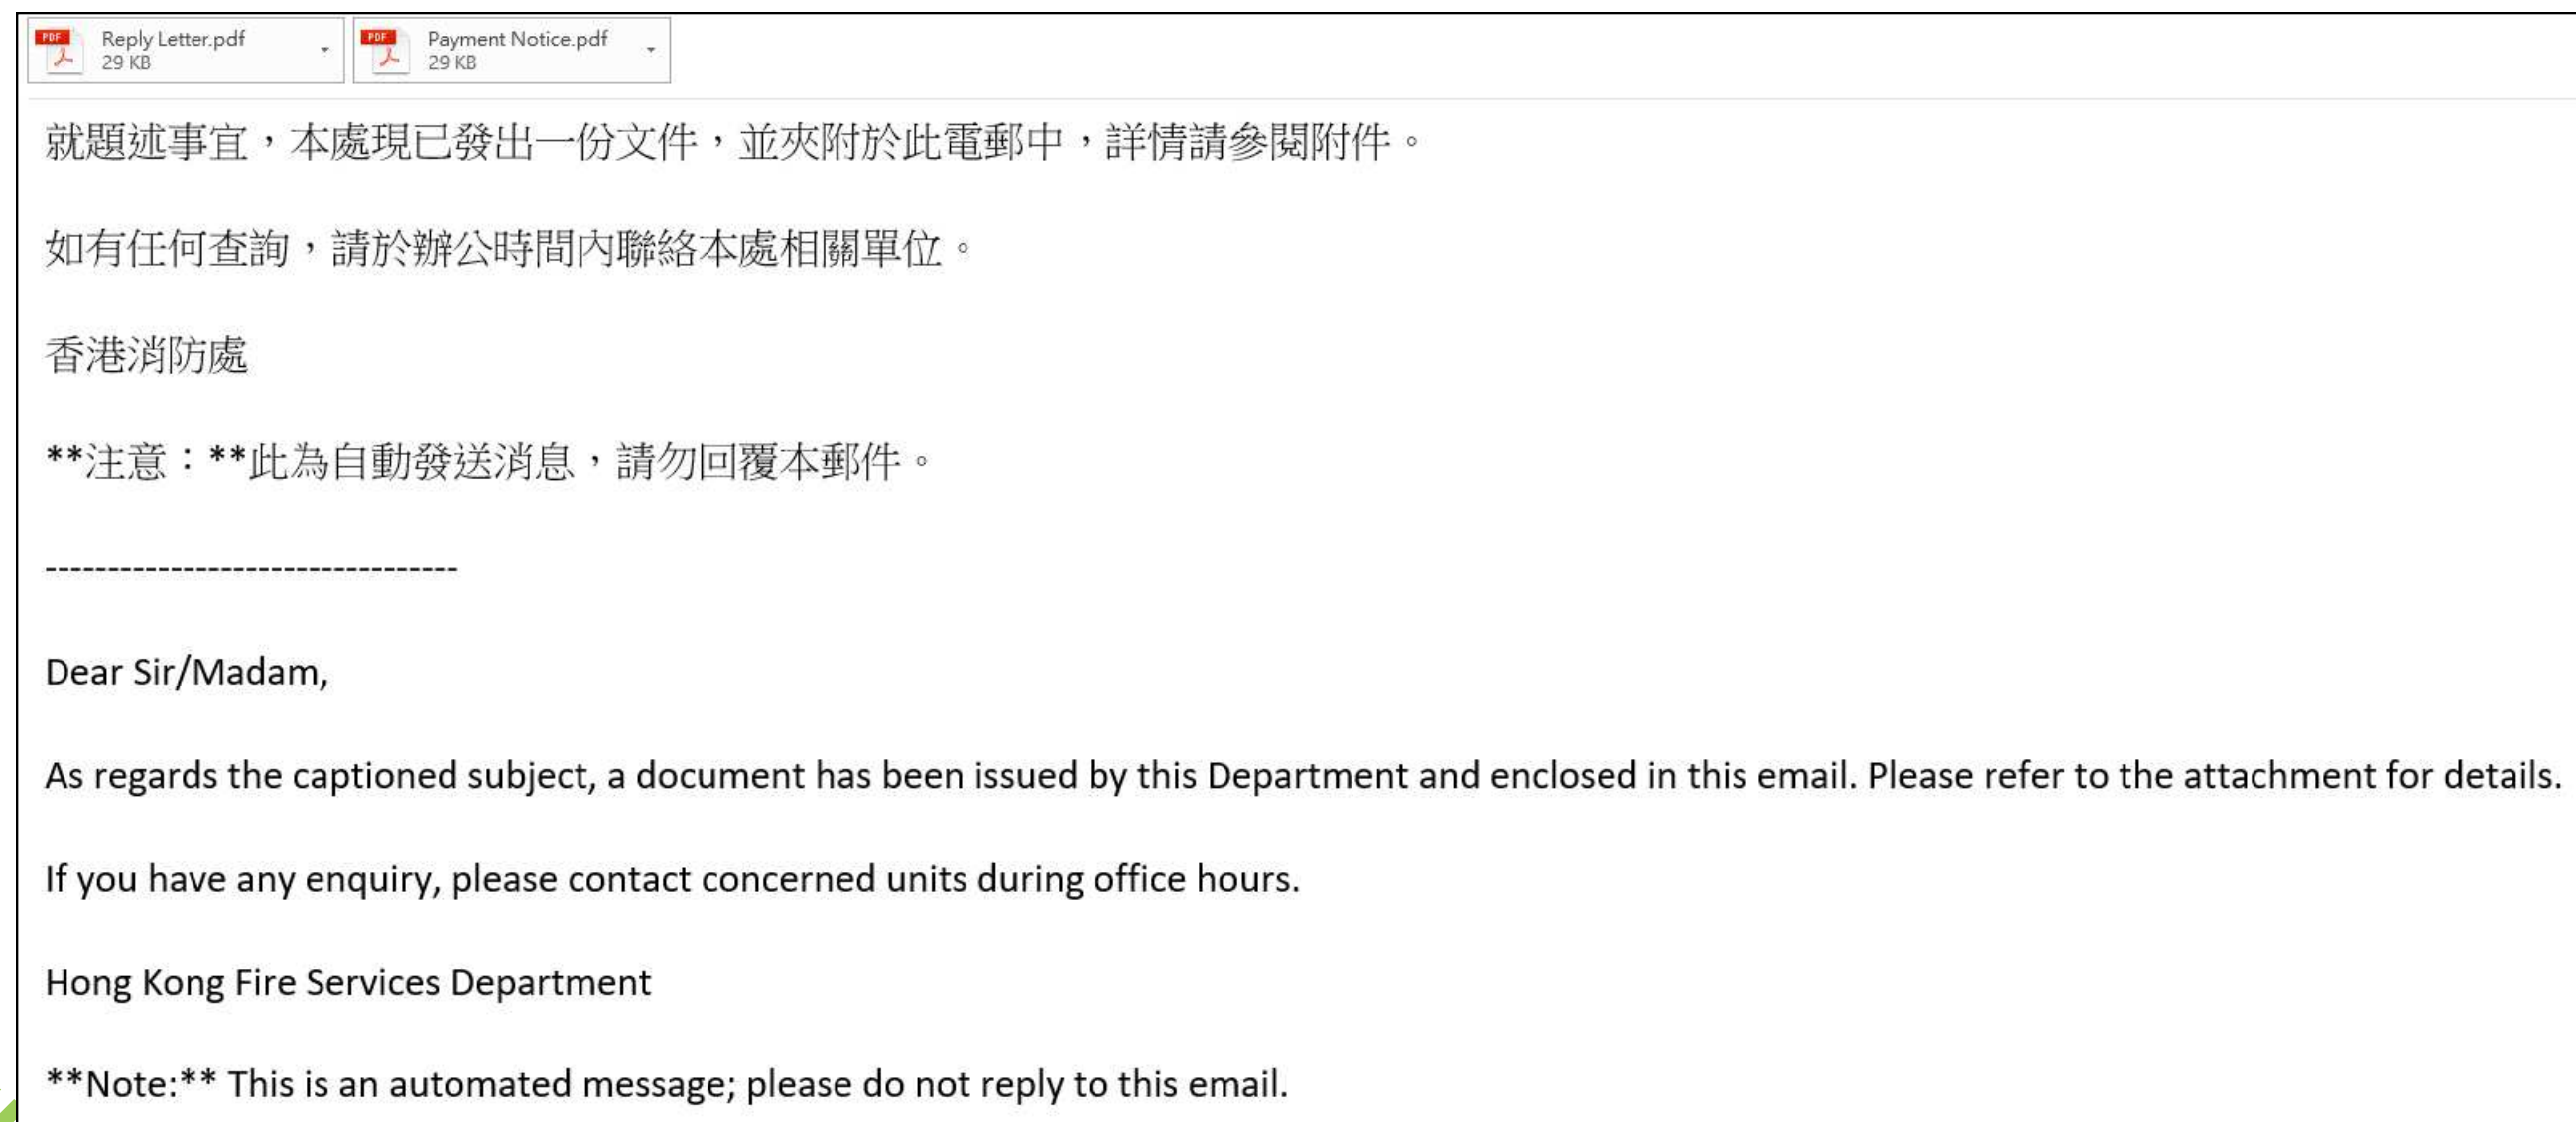 Reply Letter.pdf
29 KB
Payment Notice.pdf
29 KB
就題述事宜，本處現已發出一份文件，並夾附於此電郵中，詳情請參閱附件。
如有任何查詢，請於辦公時間內聯絡本處相關單位。
香港消防處
**注意：**此為自動發送消息，請勿回覆本郵件。
---------------------------------
Dear Sir/Madam,
As regards the captioned subject, a document has been issued by this Department and enclosed in this email. Please refer to the attachment for details.
If you have any enquiry, please contact concerned units during office hours.
Hong Kong Fire Services Department
**Note:** This is an automated message; please do not reply to this email.